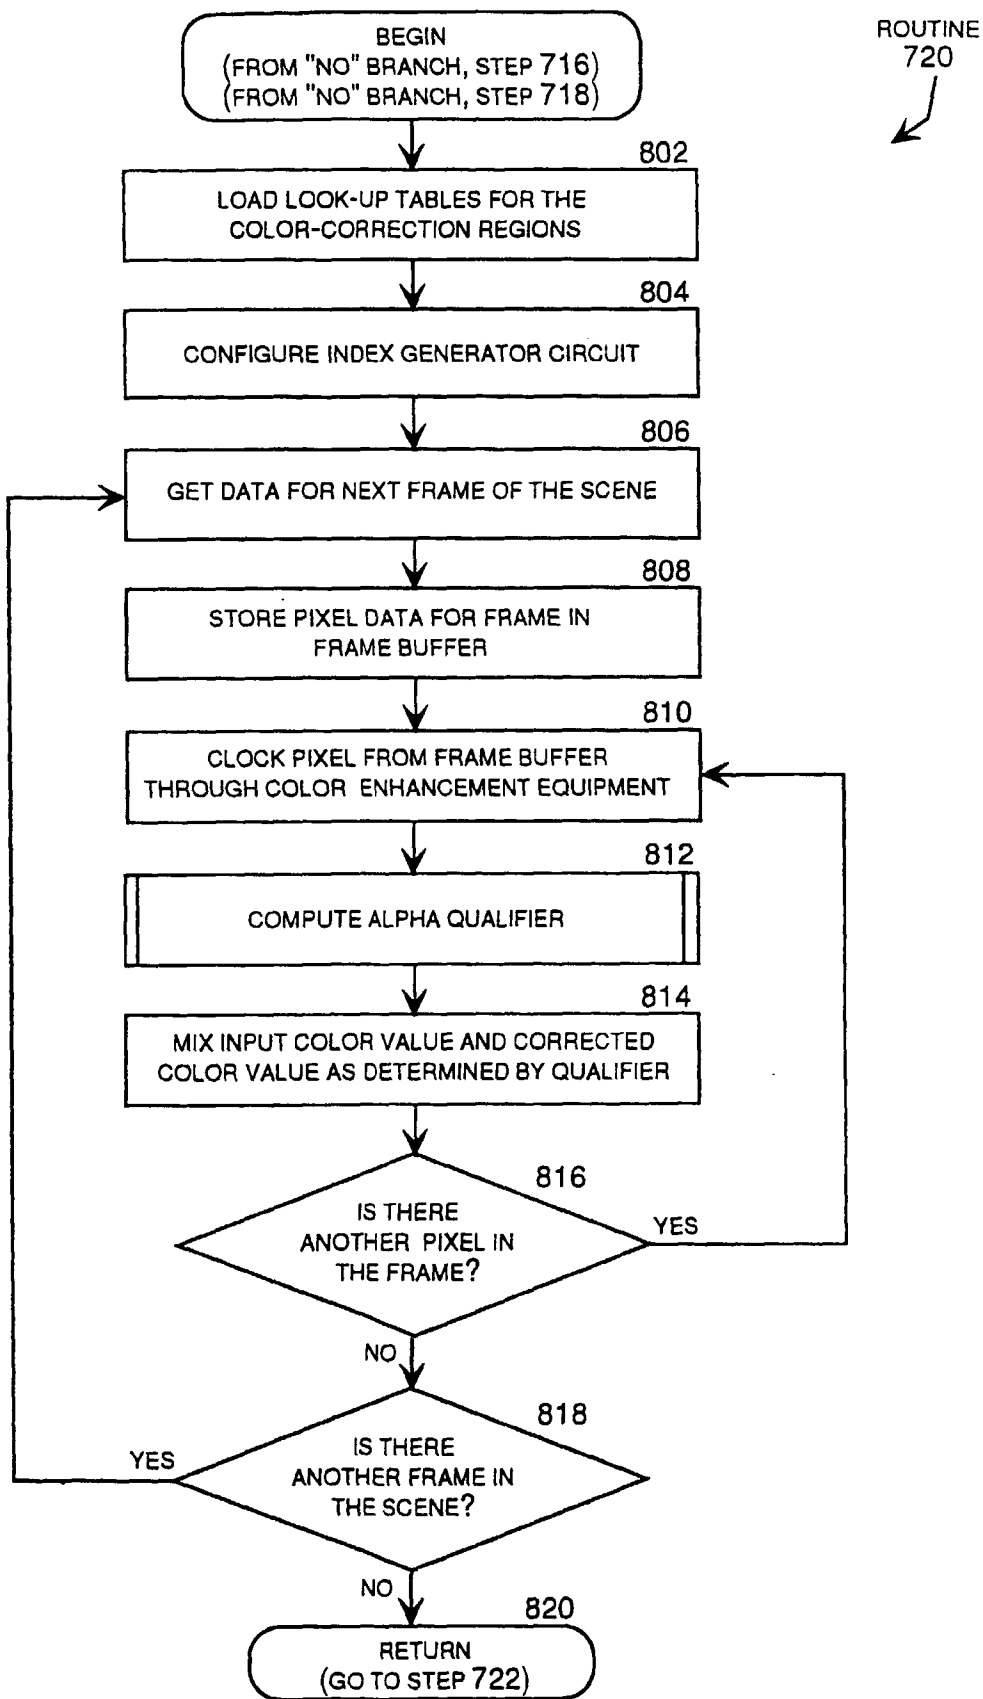 BEGIN
(FROM "NO" BRANCH, STEP 716)
(FROM "NO" BRANCH, STEP 718)
ROUTINE
720
802
LOAD LOOK-UP TABLES FOR THE
COLOR-CORRECTION REGIONS
804
CONFIGURE INDEX GENERATOR CIRCUIT
806
GET DATA FOR NEXT FRAME OF THE SCENE
808
STORE PIXEL DATA FOR FRAME IN
FRAME BUFFER
810
CLOCK PIXEL FROM FRAME BUFFER
THROUGH COLOR ENHANCEMENT EQUIPMENT
812
COMPUTE ALPHA QUALIFIER
814
MIX INPUT COLOR VALUE AND CORRECTED
COLOR VALUE AS DETERMINED BY QUALIFIER
816
IS THERE
ANOTHER PIXEL IN
THE FRAME?
YES
NO
818
IS THERE
ANOTHER FRAME IN
THE SCENE?
YES
NO
820
RETURN
(GO TO STEP 722)